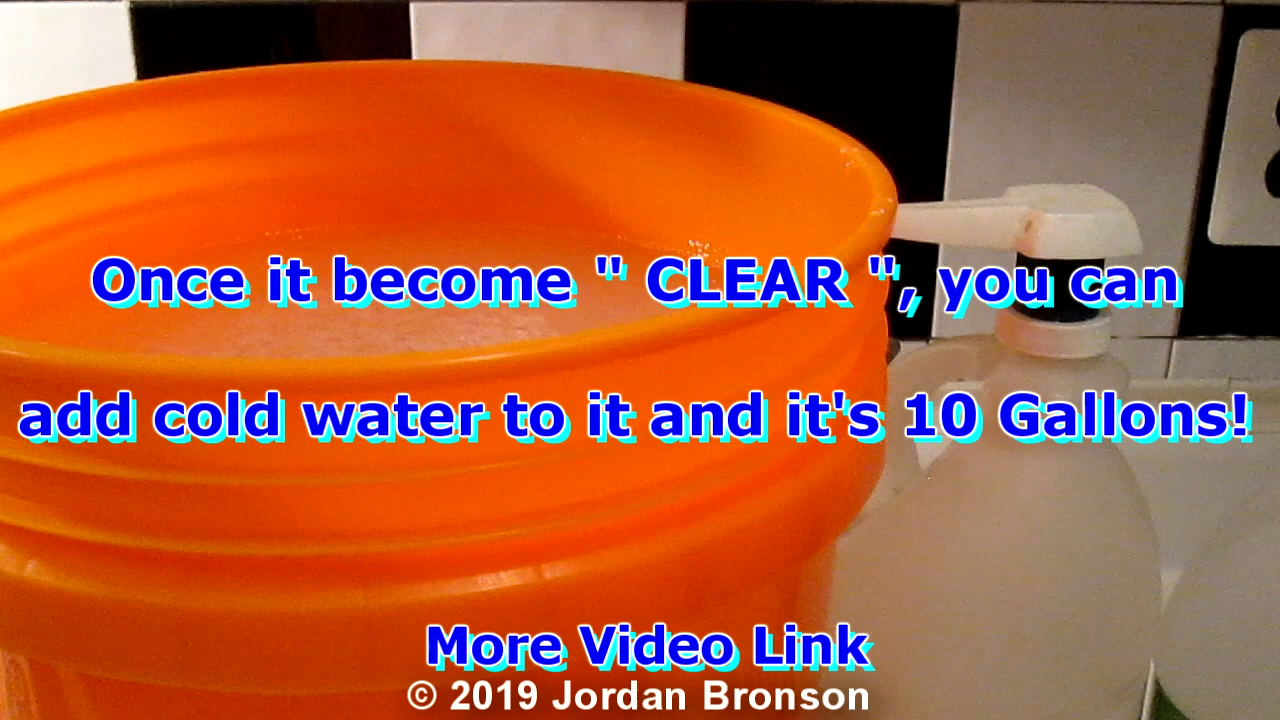 Once it become " CLEAR ", you can
add cold water to it and it's 10 Gallons!
More Video Link
© 2019 Jordan Bronson